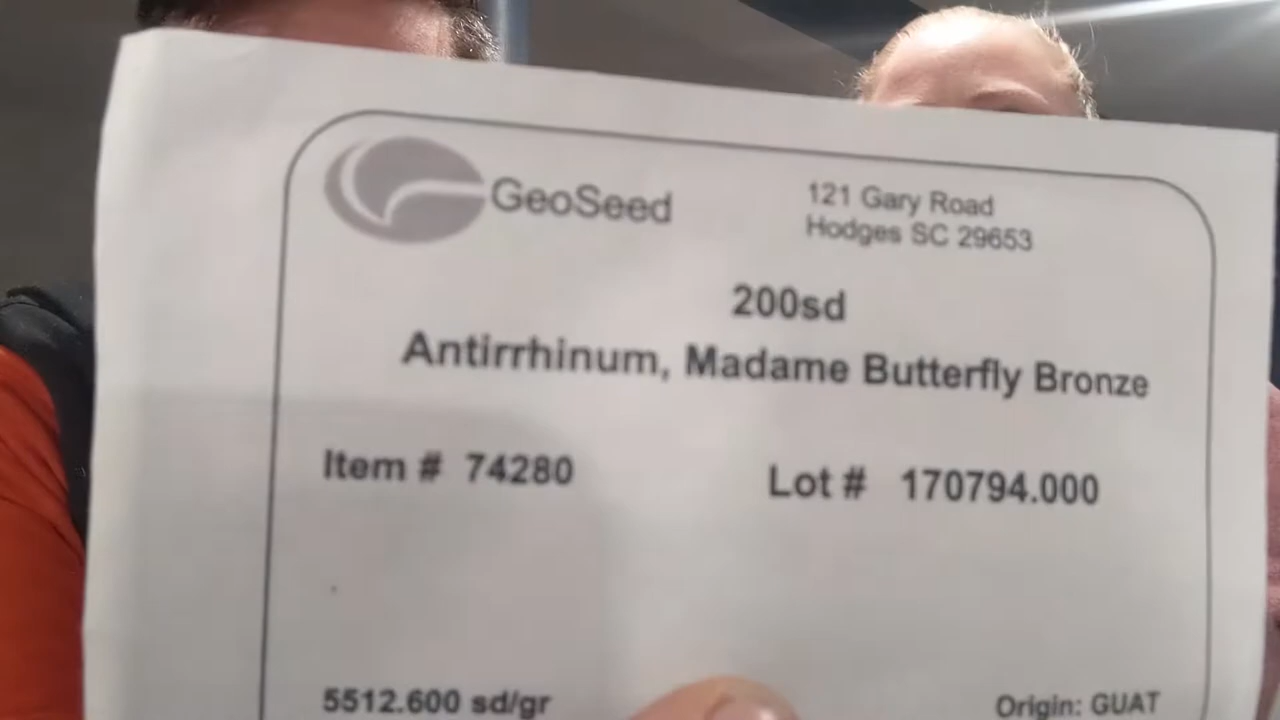 GeoSeed
121 Gary Road
Hodges SC 29653
200sd
Antirrhinum, Madame Butterfly Bronze
Item # 74280 Lot # 170794.000
5512.600 sd/gr Origin: GUAT